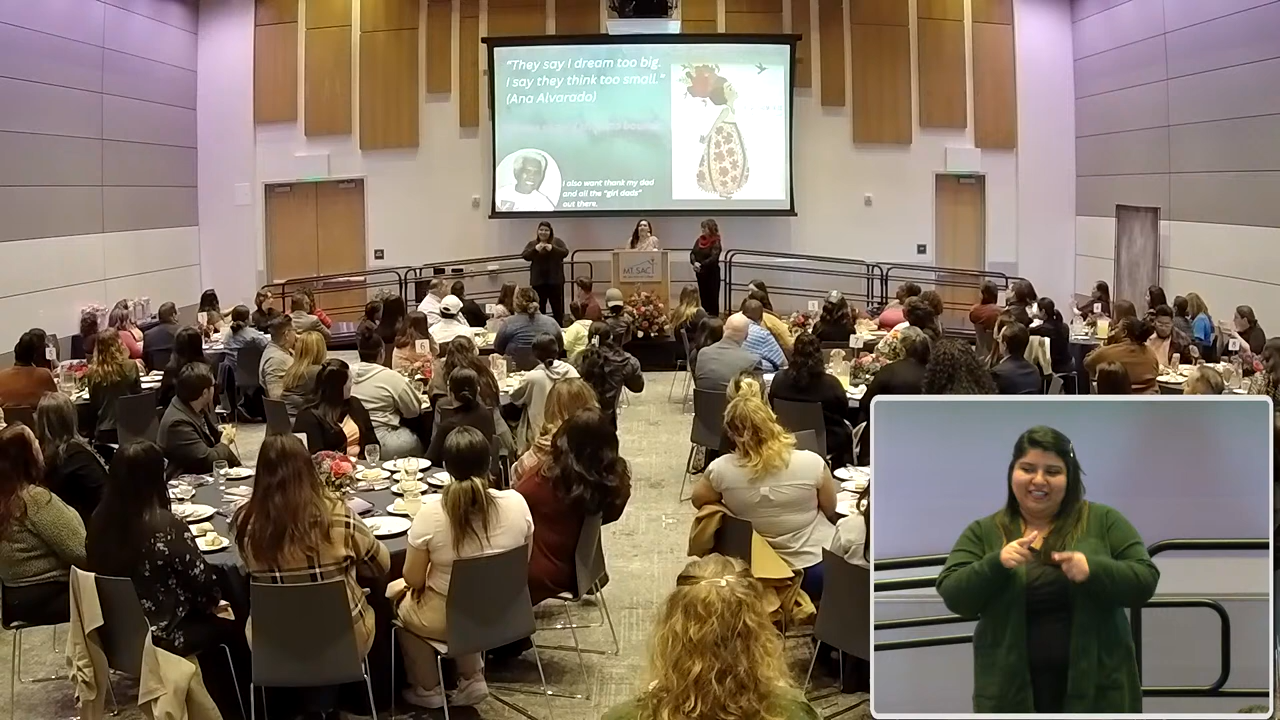 "They say I dream too big.
I say they think too small."
(Ana Alvarado)
I also want thank my dad
and all the "girl dads"
out there.
MT. SAC